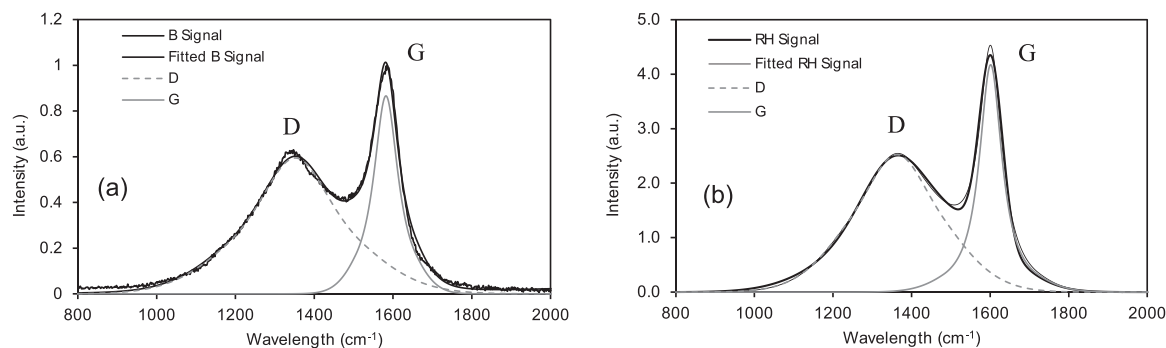 1.2
1
0.8
0.6
0.4
0.2
0
B Signal
Fitted B Signal
D
G
D
G
(a)
Intensity (a.u.)
800 1000 1200 1400 1600 1800 2000
Wavelength (cm-1)
5.0
4.0
3.0
2.0
1.0
0.0
RH Signal
Fitted RH Signal
D
G
D
G
(b)
Intensity (a.u.)
800 1000 1200 1400 1600 1800 2000
Wavelength (cm-1)